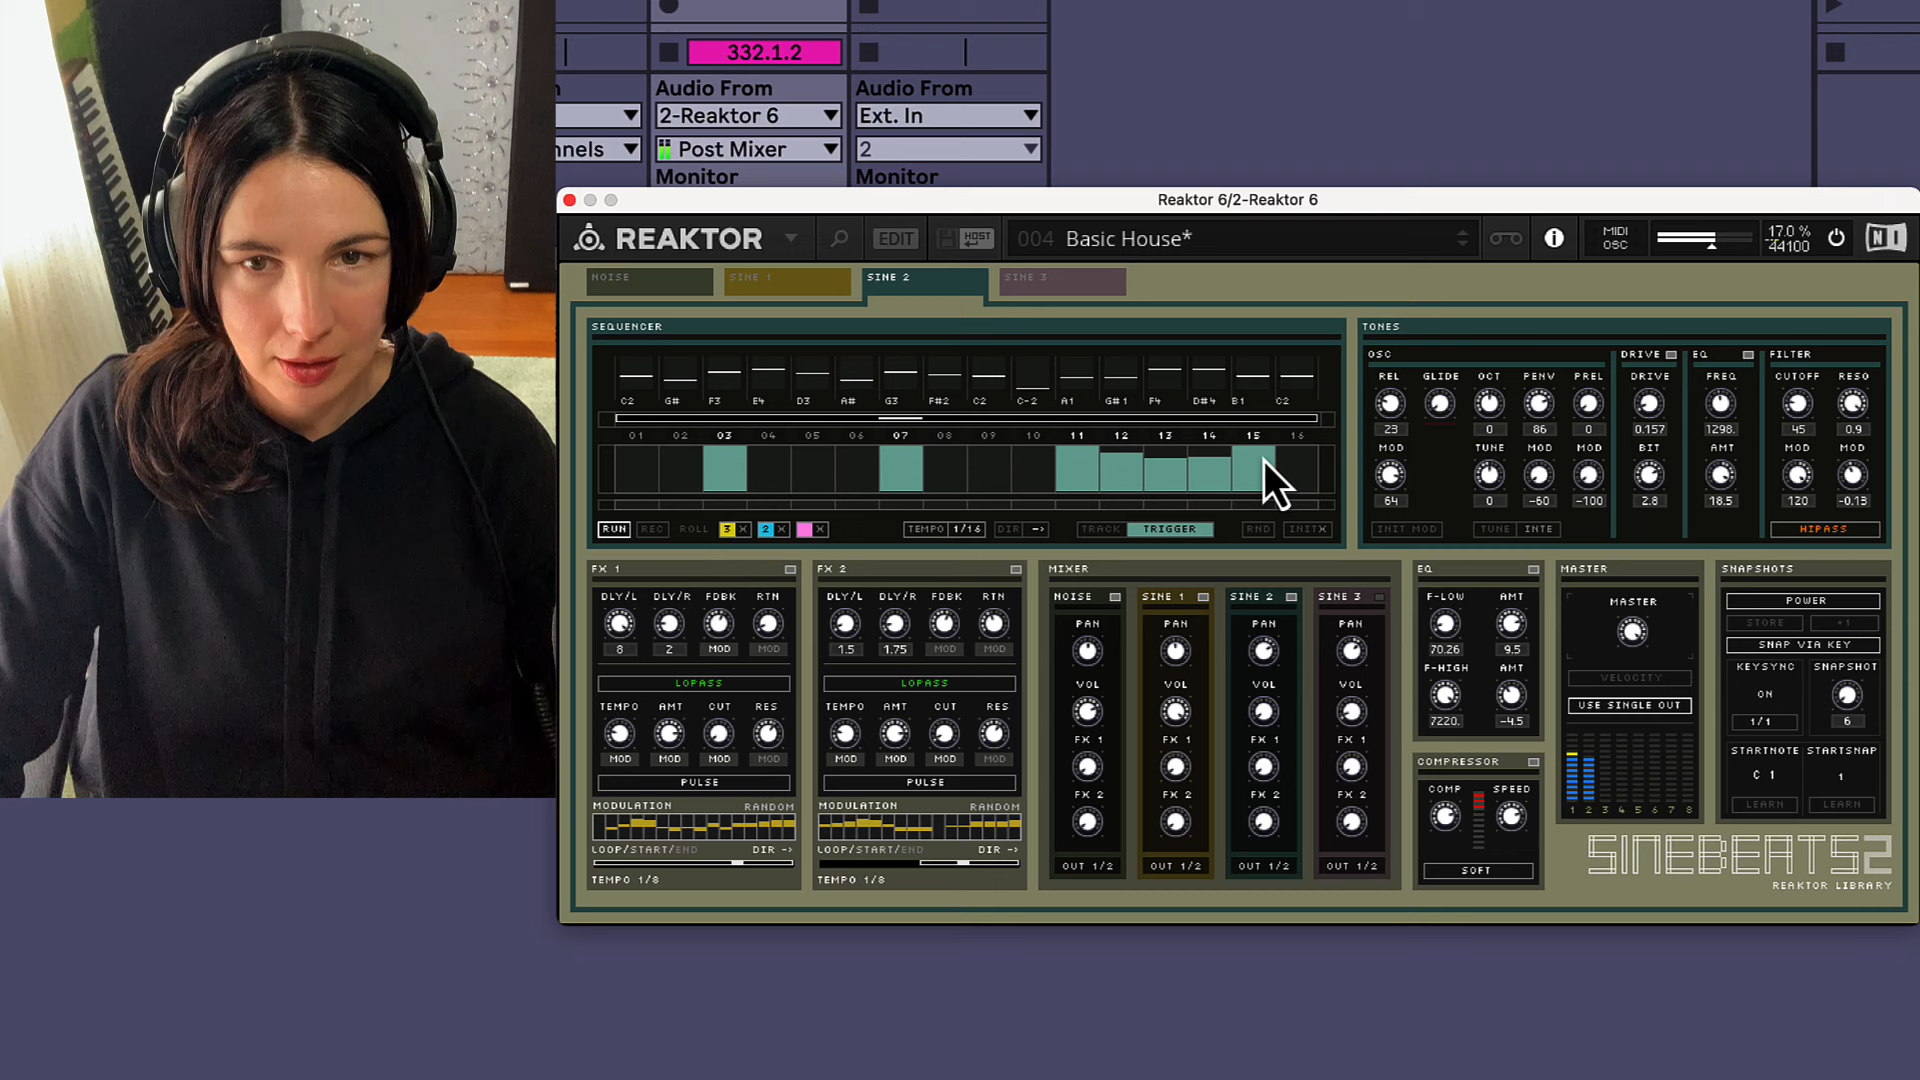 332.1.2
Audio From
Audio From
2-Reaktor 6
Ext. In
nnels
Post Mixer
2
Monitor
Monitor
Reaktor 6/2-Reaktor 6
REAKTOR
EDIT
HOST
004 Basic House*
MIDI
OSC
17.0 %
44100
NI
NOISE
SINE 1
SINE 2
SINE 3
SEQUENCER
C2 G# F3 E4 D3 A# G3 F#2 C2 C-2 A1 G#1 F4 D#4 B1 C2
01 02 03 04 05 06 07 08 09 10 11 12 13 14 15 16
RUN REC ROLL 3 X 2 X X TEMPO 1/16 DIR -> TRACK TRIGGER RND INIT X
TONES
OSC DRIVE EQ FILTER
REL GLIDE OCT PENV PREL DRIVE FREQ CUTOFF RESO
23 0 86 0 0.157 1298. 45 0.9
MOD TUNE MOD MOD BIT AMT MOD MOD
64 0 -60 -100 2.8 18.5 120 -0.13
INIT MOD TUNE INTE HIPASS
FX 1
DLY/L DLY/R FDBK RTN
8 2 MOD MOD
LOPASS
TEMPO AMT CUT RES
MOD MOD MOD MOD
PULSE
MODULATION RANDOM
LOOP/START/END DIR ->
TEMPO 1/8
FX 2
DLY/L DLY/R FDBK RTN
1.5 1.75 MOD MOD
LOPASS
TEMPO AMT CUT RES
MOD MOD MOD MOD
PULSE
MODULATION RANDOM
LOOP/START/END DIR ->
TEMPO 1/8
MIXER
NOISE SINE 1 SINE 2 SINE 3
PAN PAN PAN PAN
VOL VOL VOL VOL
FX 1 FX 1 FX 1 FX 1
FX 2 FX 2 FX 2 FX 2
OUT 1/2 OUT 1/2 OUT 1/2 OUT 1/2
EQ
F-LOW AMT
70.26 9.5
F-HIGH AMT
7220. -4.5
COMPRESSOR
COMP SPEED
SOFT
MASTER
MASTER
VELOCITY
USE SINGLE OUT
1 2 3 4 5 6 7 8
SNAPSHOTS
POWER
STORE +1
SNAP VIA KEY
KEYSYNC SNAPSHOT
ON
1/1 6
STARTNOTE STARTSNAP
C 1 1
LEARN LEARN
SINEBEATS2
REAKTOR LIBRARY